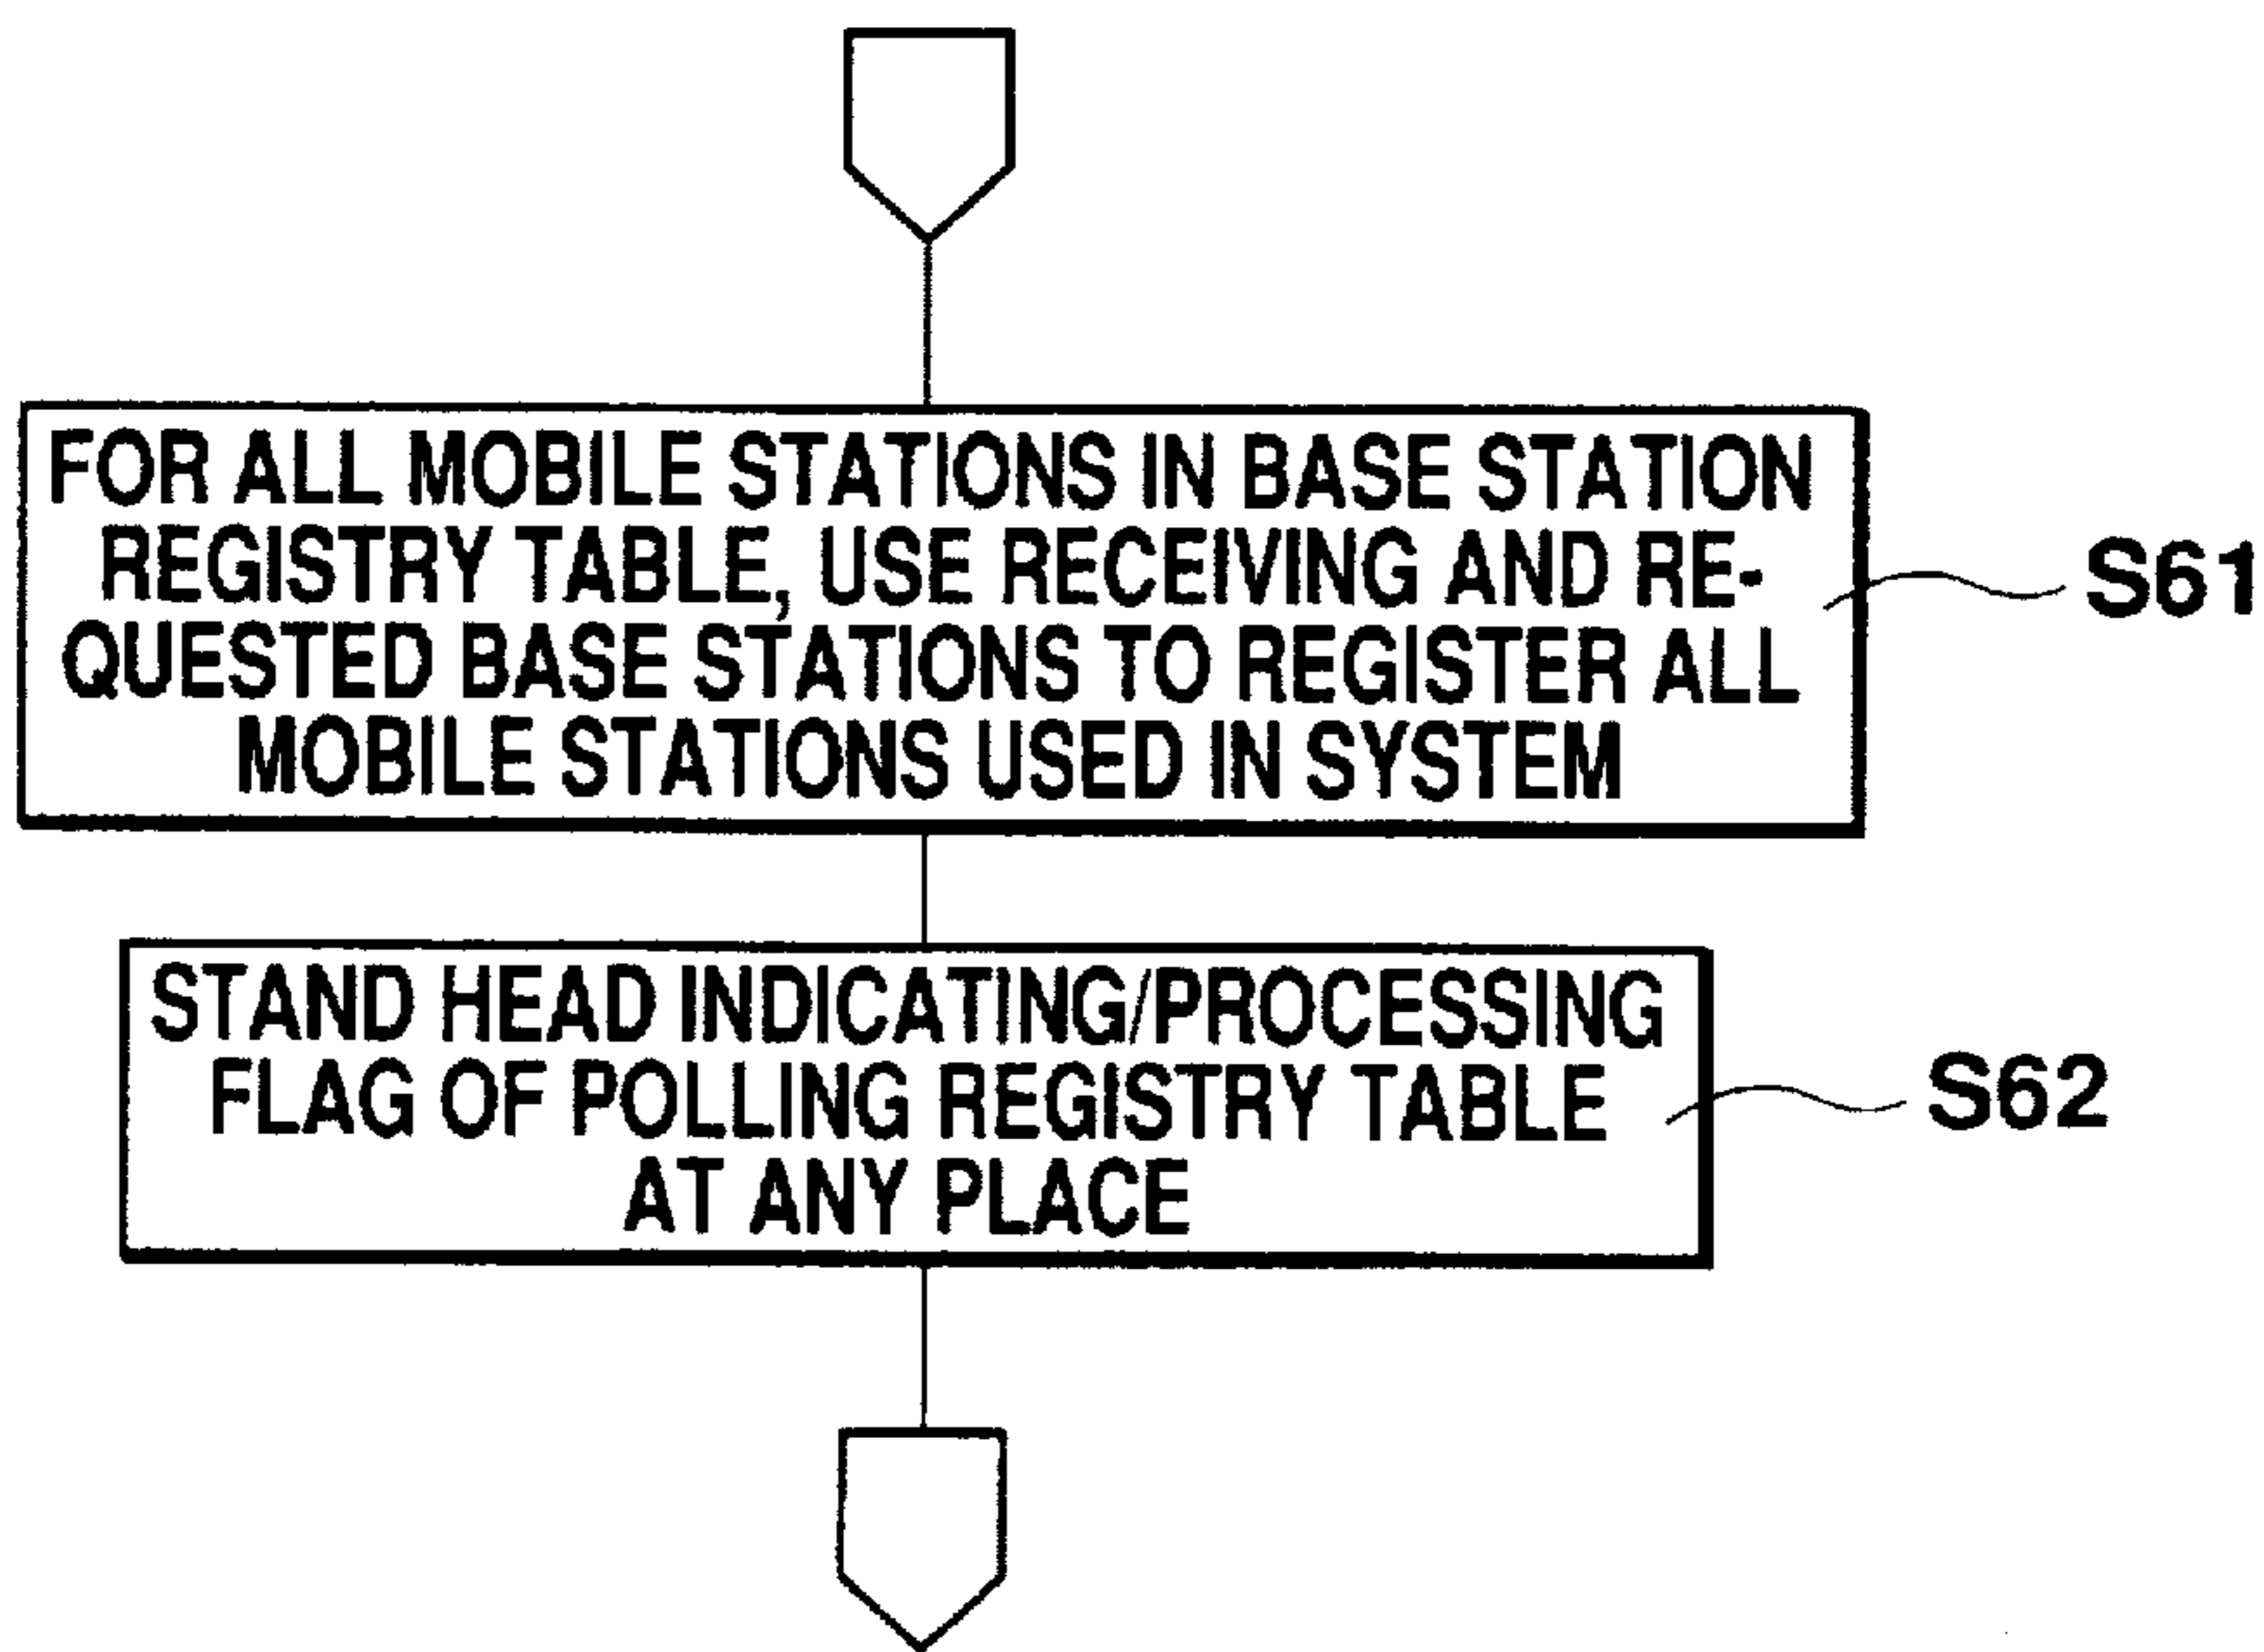 FOR ALL MOBILE STATIONS IN BASE STATION
REGISTRY TABLE, USE RECEIVING AND RE-
QUESTED BASE STATIONS TO REGISTER ALL
MOBILE STATIONS USED IN SYSTEM
S61
STAND HEAD INDICATING/PROCESSING
FLAG OF POLLING REGISTRY TABLE
AT ANY PLACE
S62